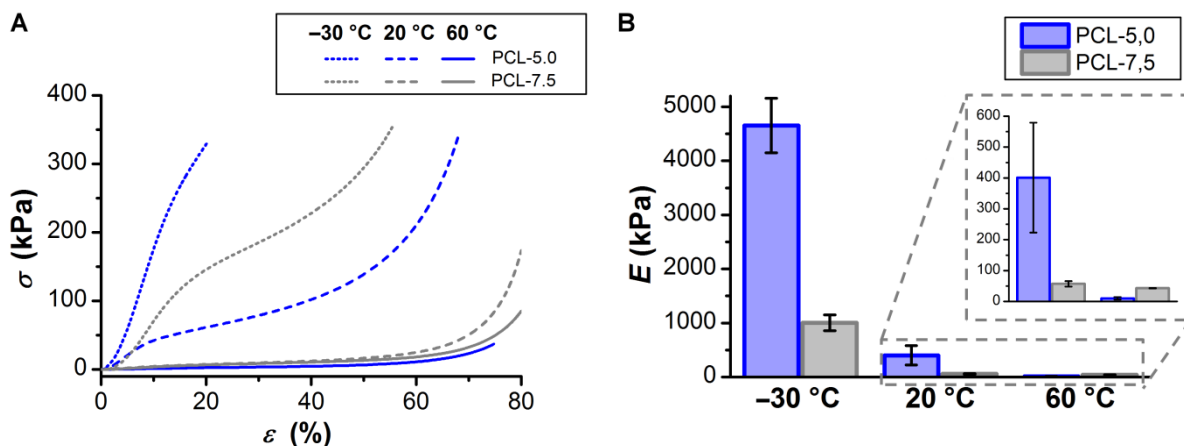 A
–30 °C 20 °C 60 °C
PCL-5.0
PCL-7.5
400
300
200
100
0
σ (kPa)
0 20 40 60 80
ε (%)
B
PCL-5,0
PCL-7,5
5000
4000
3000
2000
1000
0
E (kPa)
600
500
400
300
200
100
0
–30 °C 20 °C 60 °C